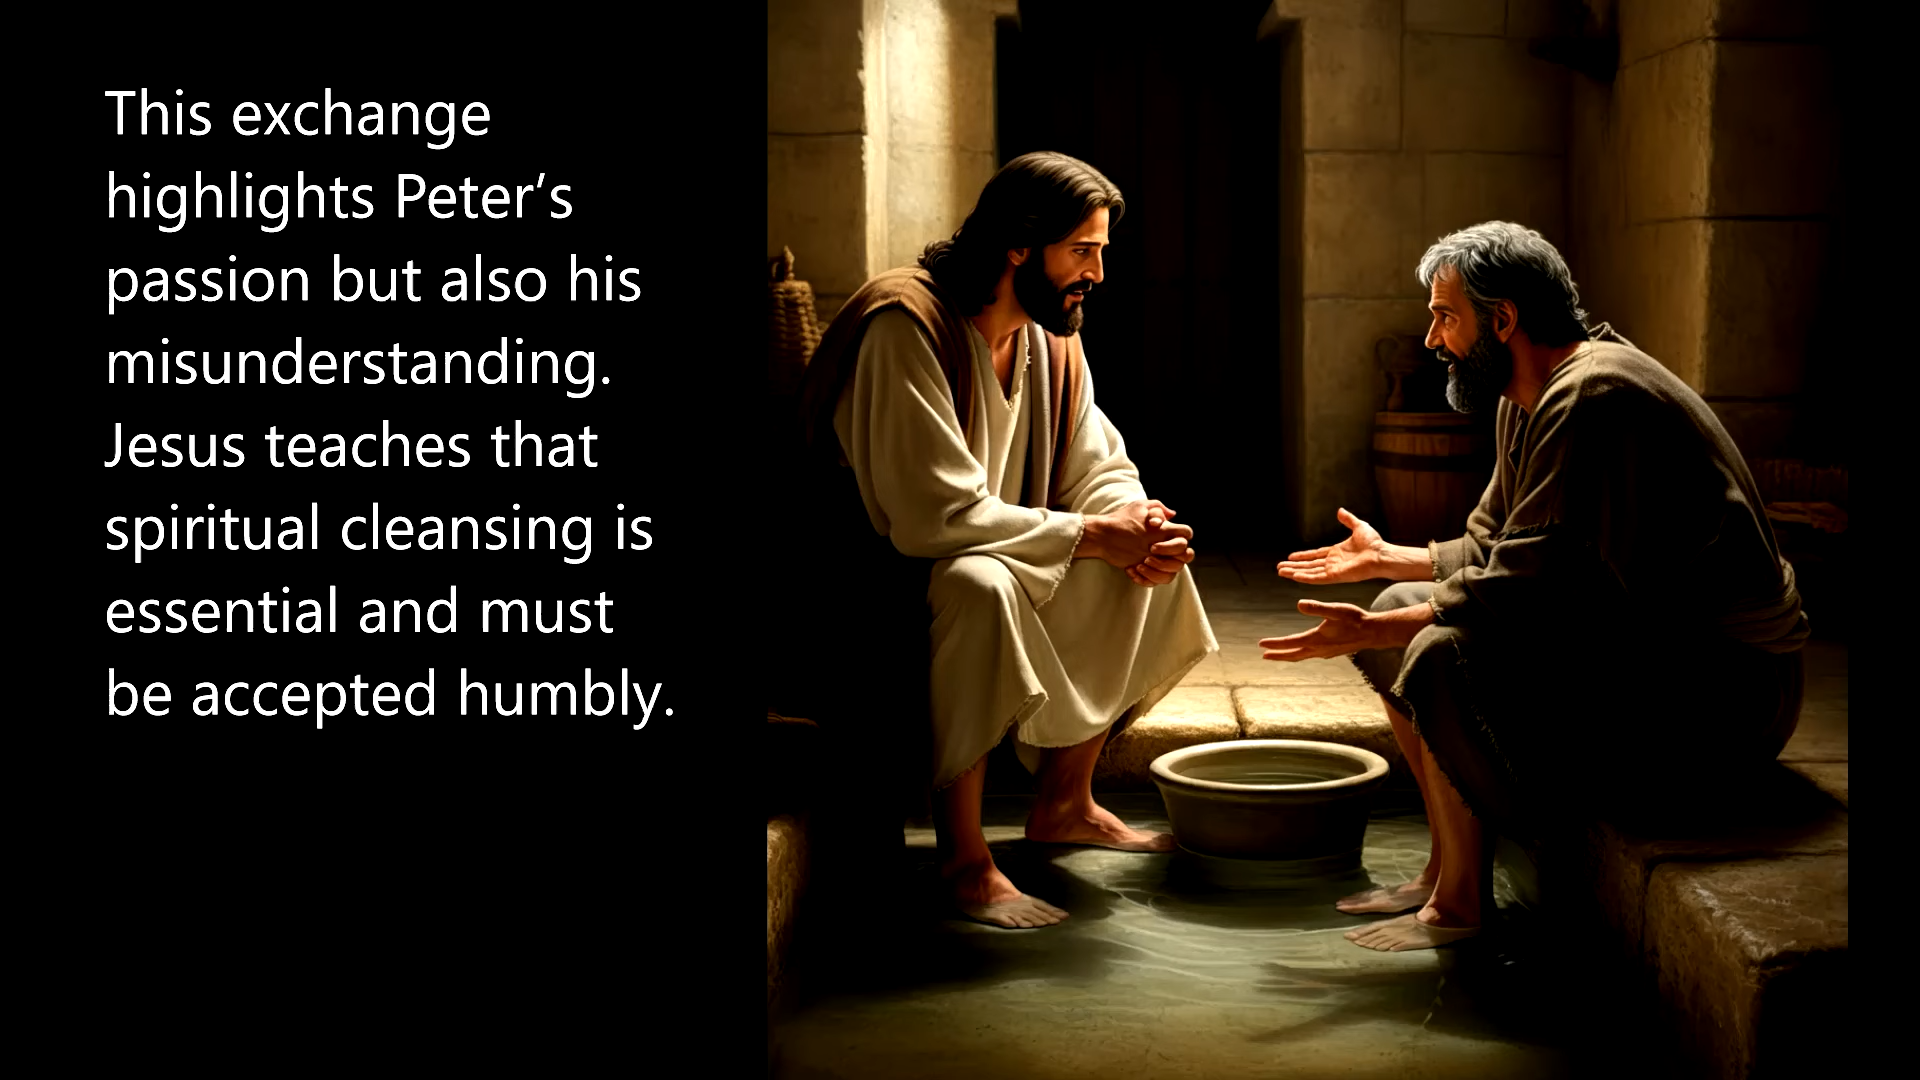 This exchange
highlights Peter’s
passion but also his
misunderstanding.
Jesus teaches that
spiritual cleansing is
essential and must
be accepted humbly.